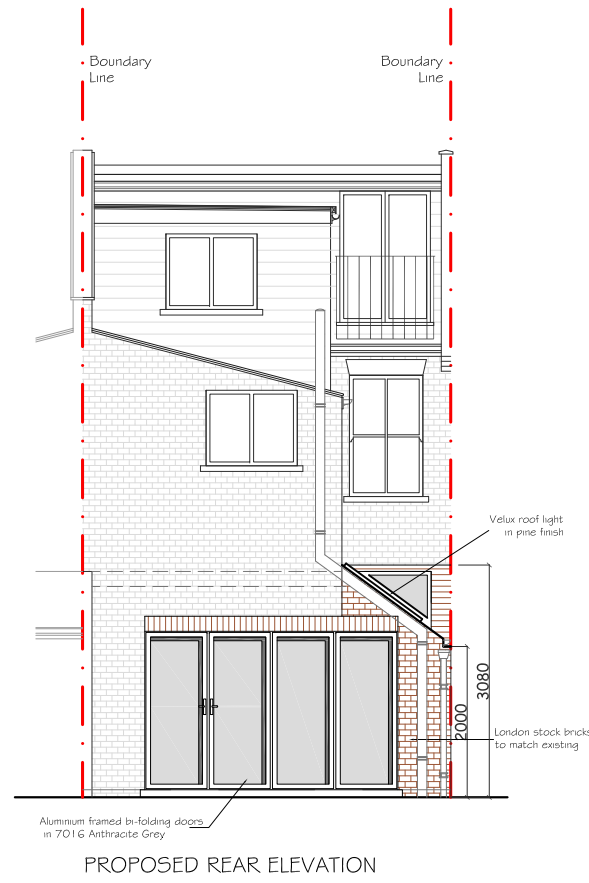 Boundary
Line
Boundary
Line
Velux roof light
in pine finish
3080
2000
London stock bricks
to match existing
Aluminium framed bi-folding doors
in 7016 Anthracite Grey
PROPOSED REAR ELEVATION